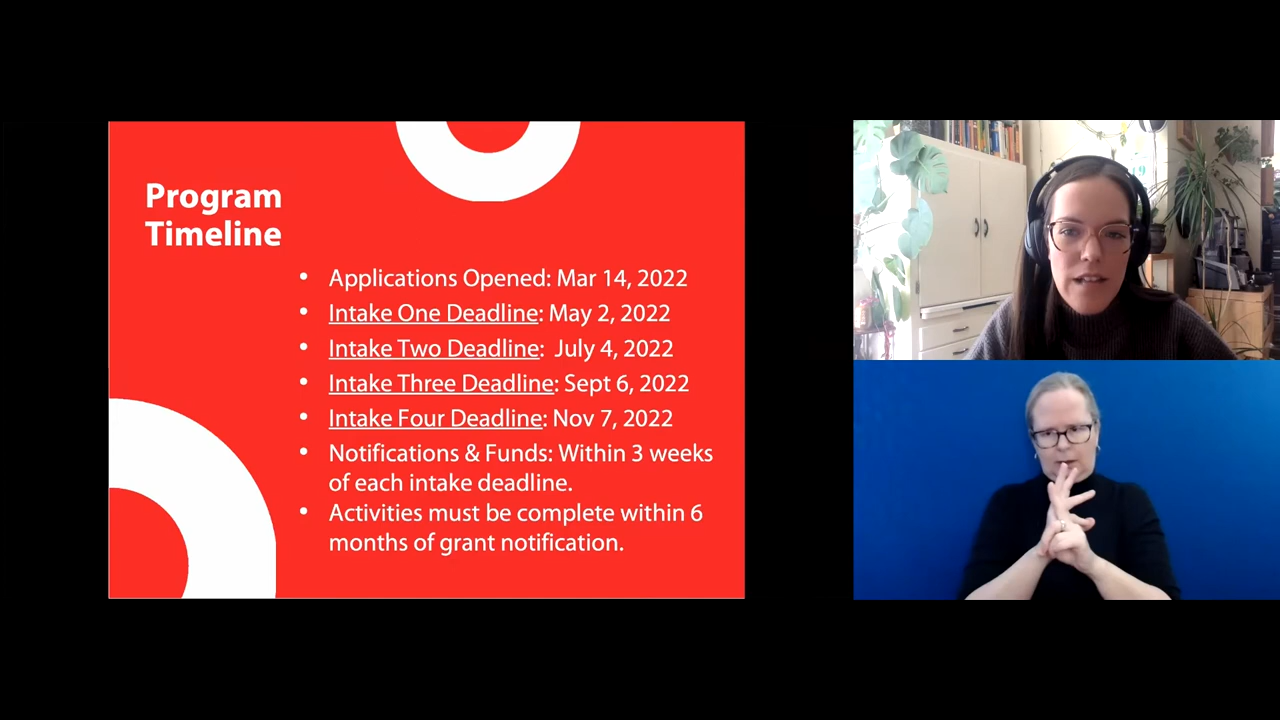 Program
Timeline
• Applications Opened: Mar 14, 2022
• Intake One Deadline: May 2, 2022
• Intake Two Deadline:  July 4, 2022
• Intake Three Deadline: Sept 6, 2022
• Intake Four Deadline: Nov 7, 2022
• Notifications & Funds: Within 3 weeks
of each intake deadline.
• Activities must be complete within 6
months of grant notification.